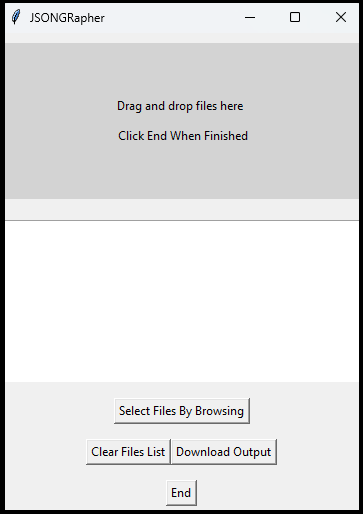 JSONGRapher
Drag and drop files here
Click End When Finished
Select Files By Browsing
Clear Files List
Download Output
End